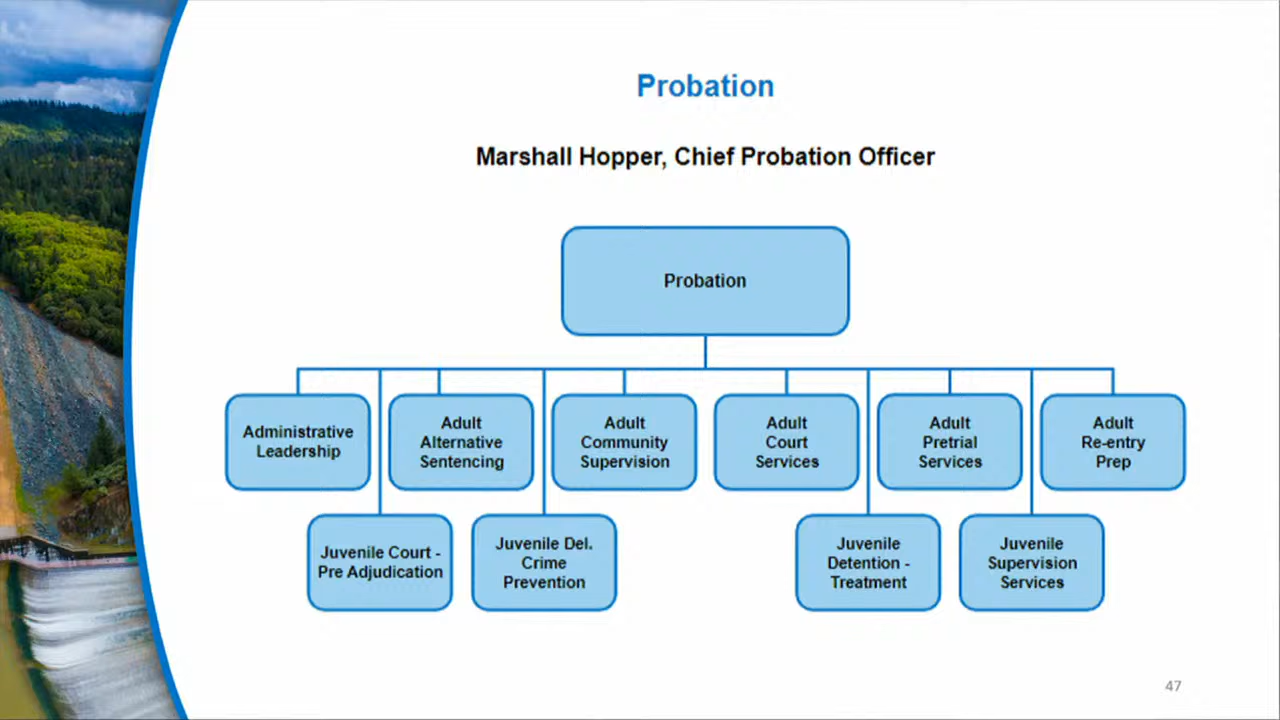 Probation
Marshall Hopper, Chief Probation Officer
Probation
Administrative
Leadership
Adult
Alternative
Sentencing
Adult
Community
Supervision
Adult
Court
Services
Adult
Pretrial
Services
Adult
Re-entry
Prep
Juvenile Court -
Pre Adjudication
Juvenile Del.
Crime
Prevention
Juvenile
Detention -
Treatment
Juvenile
Supervision
Services
47